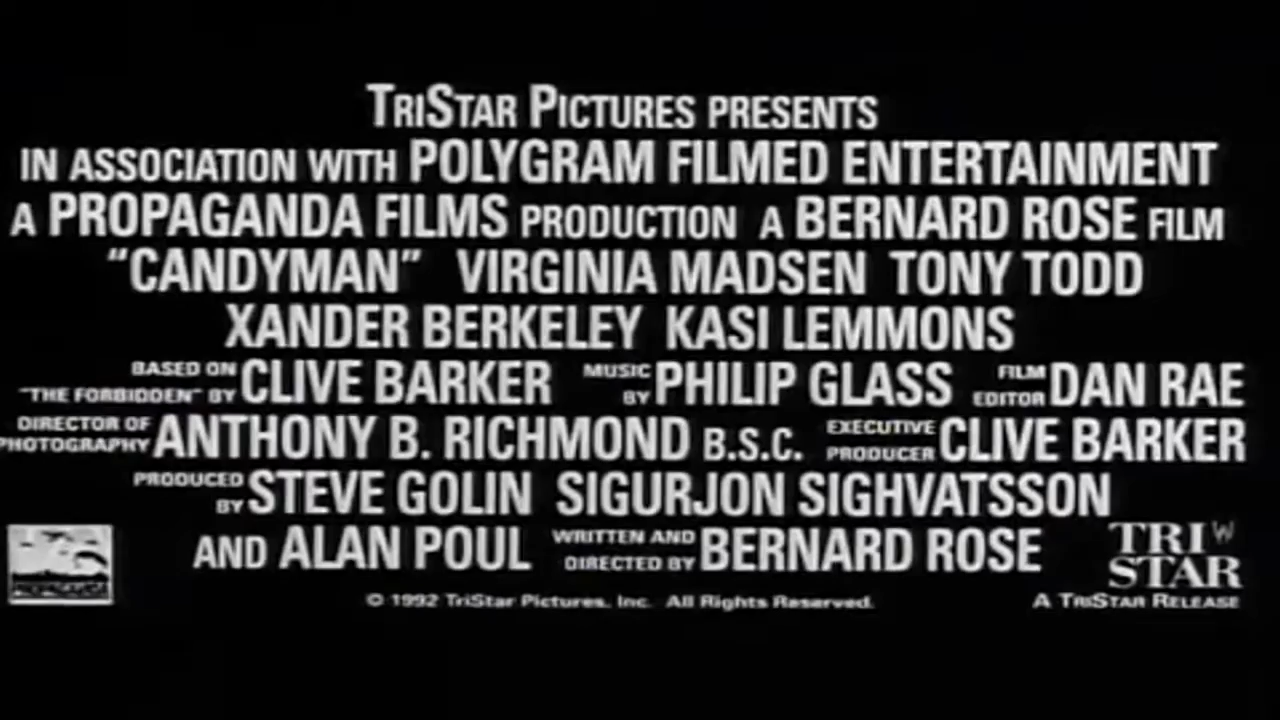 TRISTAR PICTURES PRESENTS
IN ASSOCIATION WITH POLYGRAM FILMED ENTERTAINMENT
A PROPAGANDA FILMS PRODUCTION A BERNARD ROSE FILM
"CANDYMAN" VIRGINIA MADSEN TONY TODD
XANDER BERKELEY KASI LEMMONS
BASED ON "THE FORBIDDEN" BY CLIVE BARKER MUSIC BY PHILIP GLASS FILM EDITOR DAN RAE
DIRECTOR OF PHOTOGRAPHY ANTHONY B. RICHMOND B.S.C. EXECUTIVE PRODUCER CLIVE BARKER
PRODUCED BY STEVE GOLIN SIGURJON SIGHVATSSON
AND ALAN POUL WRITTEN AND DIRECTED BY BERNARD ROSE
TRI STAR
PROPAGANDA
© 1992 TriStar Pictures, Inc. All Rights Reserved.
A TRISTAR RELEASE